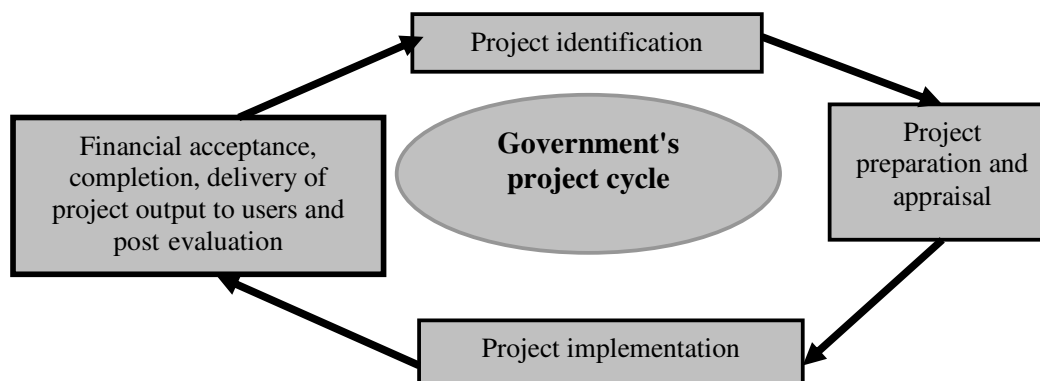 Project identification
Government's
project cycle
Project
preparation and
appraisal
Financial acceptance,
completion, delivery of
project output to users and
post evaluation
Project implementation